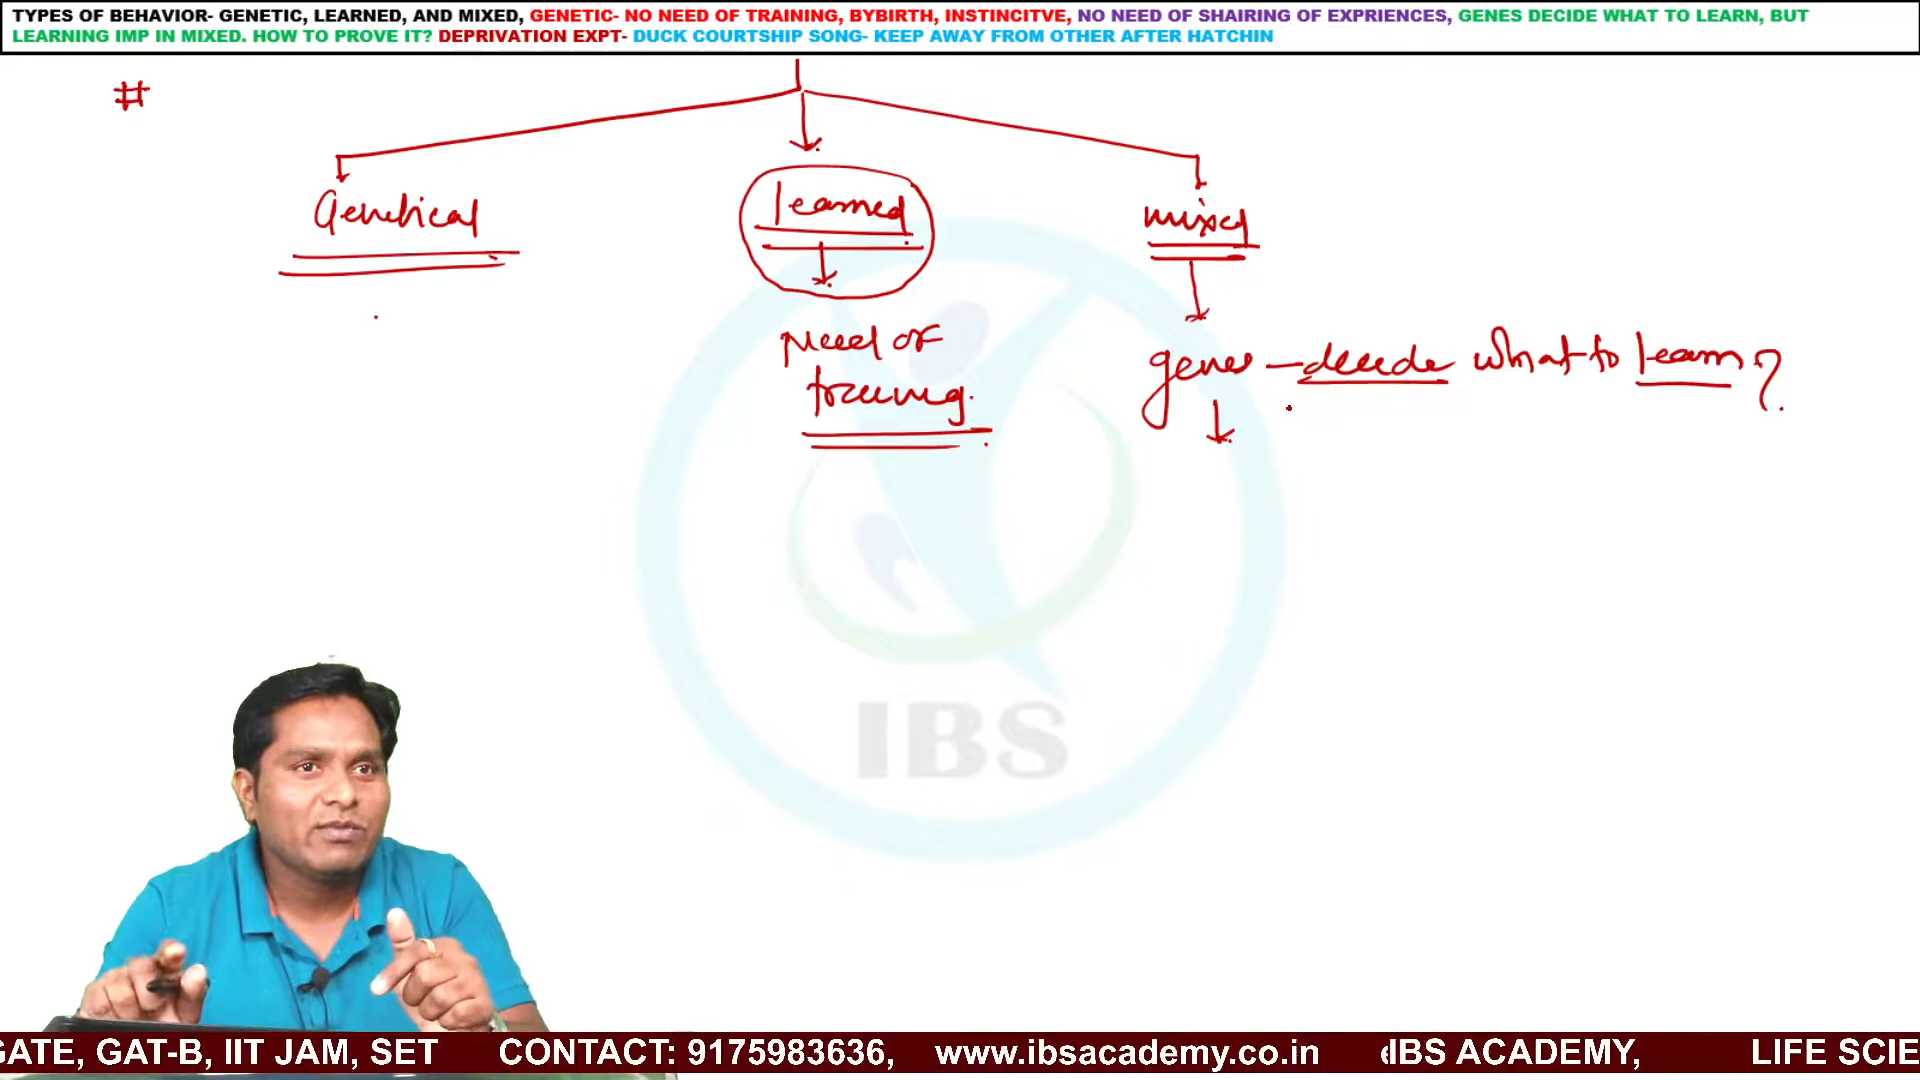 TYPES OF BEHAVIOR- GENETIC, LEARNED, AND MIXED, GENETIC- NO NEED OF TRAINING, BYBIRTH, INSTINCITVE, NO NEED OF SHAIRING OF EXPRIENCES, GENES DECIDE WHAT TO LEARN, BUT
LEARNING IMP IN MIXED. HOW TO PROVE IT? DEPRIVATION EXPT- DUCK COURTSHIP SONG- KEEP AWAY FROM OTHER AFTER HATCHIN
#
Genetical
learned
mixed
Need of
training.
genes - decide what to learn?
IBS
GATE, GAT-B, IIT JAM, SET CONTACT: 9175983636, www.ibsacademy.co.in IBS ACADEMY, LIFE SCIE